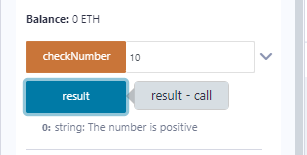 Balance: 0 ETH
checkNumber 10
result result - call
0: string: The number is positive